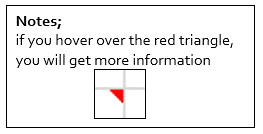 Notes;
if you hover over the red triangle,
you will get more information